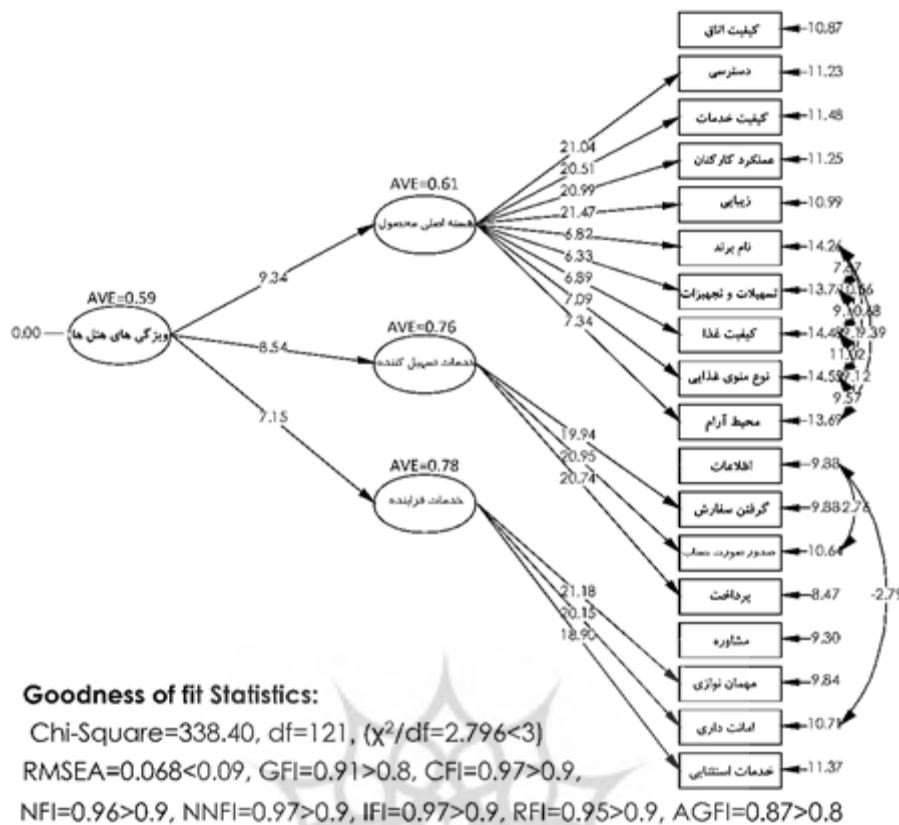 کیفیت اتاق
10.87
دسترسی
11.23
کیفیت خدمات
11.48
عملکرد کارکنان
11.25
زیبایی
10.99
نام برند
14.26
تسهیلات و تجهیزات
کیفیت غذا
نوع منوی غذایی
محیط آرام
13.69
اطلاعات
9.88
گرفتن سفارش
9.88
-2.76
صدور صورت حساب
10.64
پرداخت
8.47
-2.79
مشاوره
9.30
مهمان نوازی
9.84
امانت داری
10.71
خدمات استثنایی
11.37
21.04
20.51
20.99
21.47
6.82
6.33
6.89
7.09
7.34
11.02
9.12
9.57
AVE=0.61
هسته اصلی محصول
9.34
AVE=0.59
0.00
ویژگی های هتل ها
8.54
AVE=0.76
خدمات تسهیل کننده
7.15
19.94
20.95
20.74
AVE=0.78
خدمات فزاینده
21.18
20.15
18.90
Goodness of fit Statistics:
Chi-Square=338.40, df=121, (χ²/df=2.796<3)
RMSEA=0.068<0.09, GFI=0.91>0.8, CFI=0.97>0.9,
NFI=0.96>0.9, NNFI=0.97>0.9, IFI=0.97>0.9, RFI=0.95>0.9, AGFI=0.87>0.8